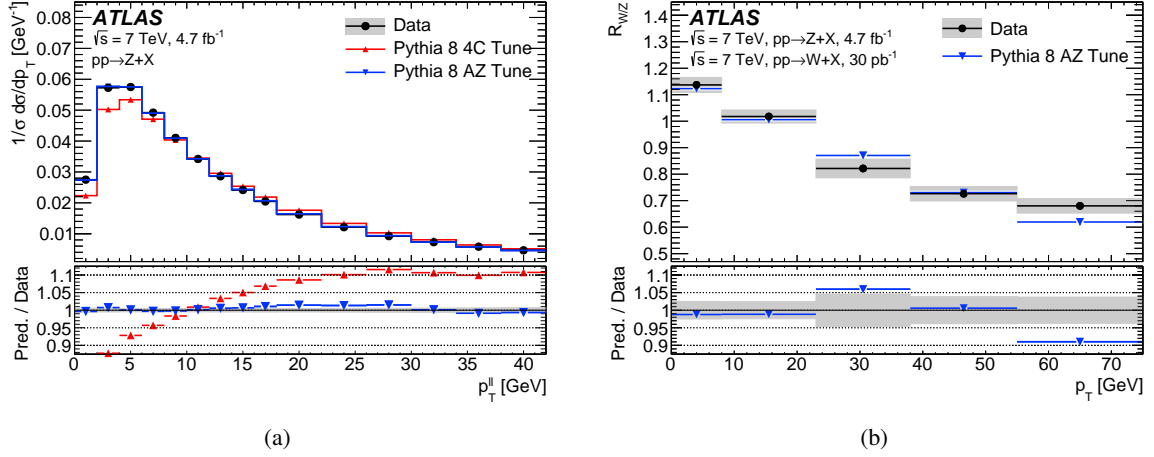 ATLAS
√s = 7 TeV, 4.7 fb⁻¹
pp→Z+X
Data
Pythia 8 4C Tune
Pythia 8 AZ Tune
1/σ dσ/dp_T [GeV⁻¹]
0.08
0.07
0.06
0.05
0.04
0.03
0.02
0.01
Pred. / Data
1.1
1.05
1
0.95
0.9
0 5 10 15 20 25 30 35 40
p_T^ll [GeV]
(a)
ATLAS
√s = 7 TeV, pp→Z+X, 4.7 fb⁻¹
√s = 7 TeV, pp→W+X, 30 pb⁻¹
Data
Pythia 8 AZ Tune
R_W/Z
1.4
1.3
1.2
1.1
1
0.9
0.8
0.7
0.6
0.5
Pred. / Data
1.1
1.05
1
0.95
0.9
0 10 20 30 40 50 60 70
p_T [GeV]
(b)